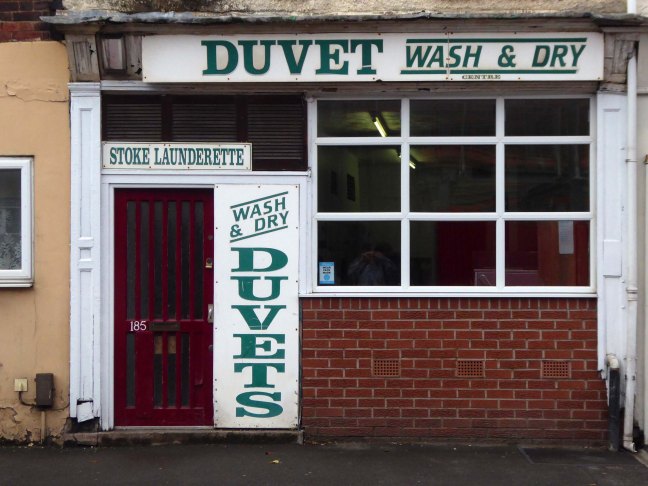 DUVET WASH & DRY
CENTRE
STOKE LAUNDERETTE
WASH
& DRY
DUVETS
185